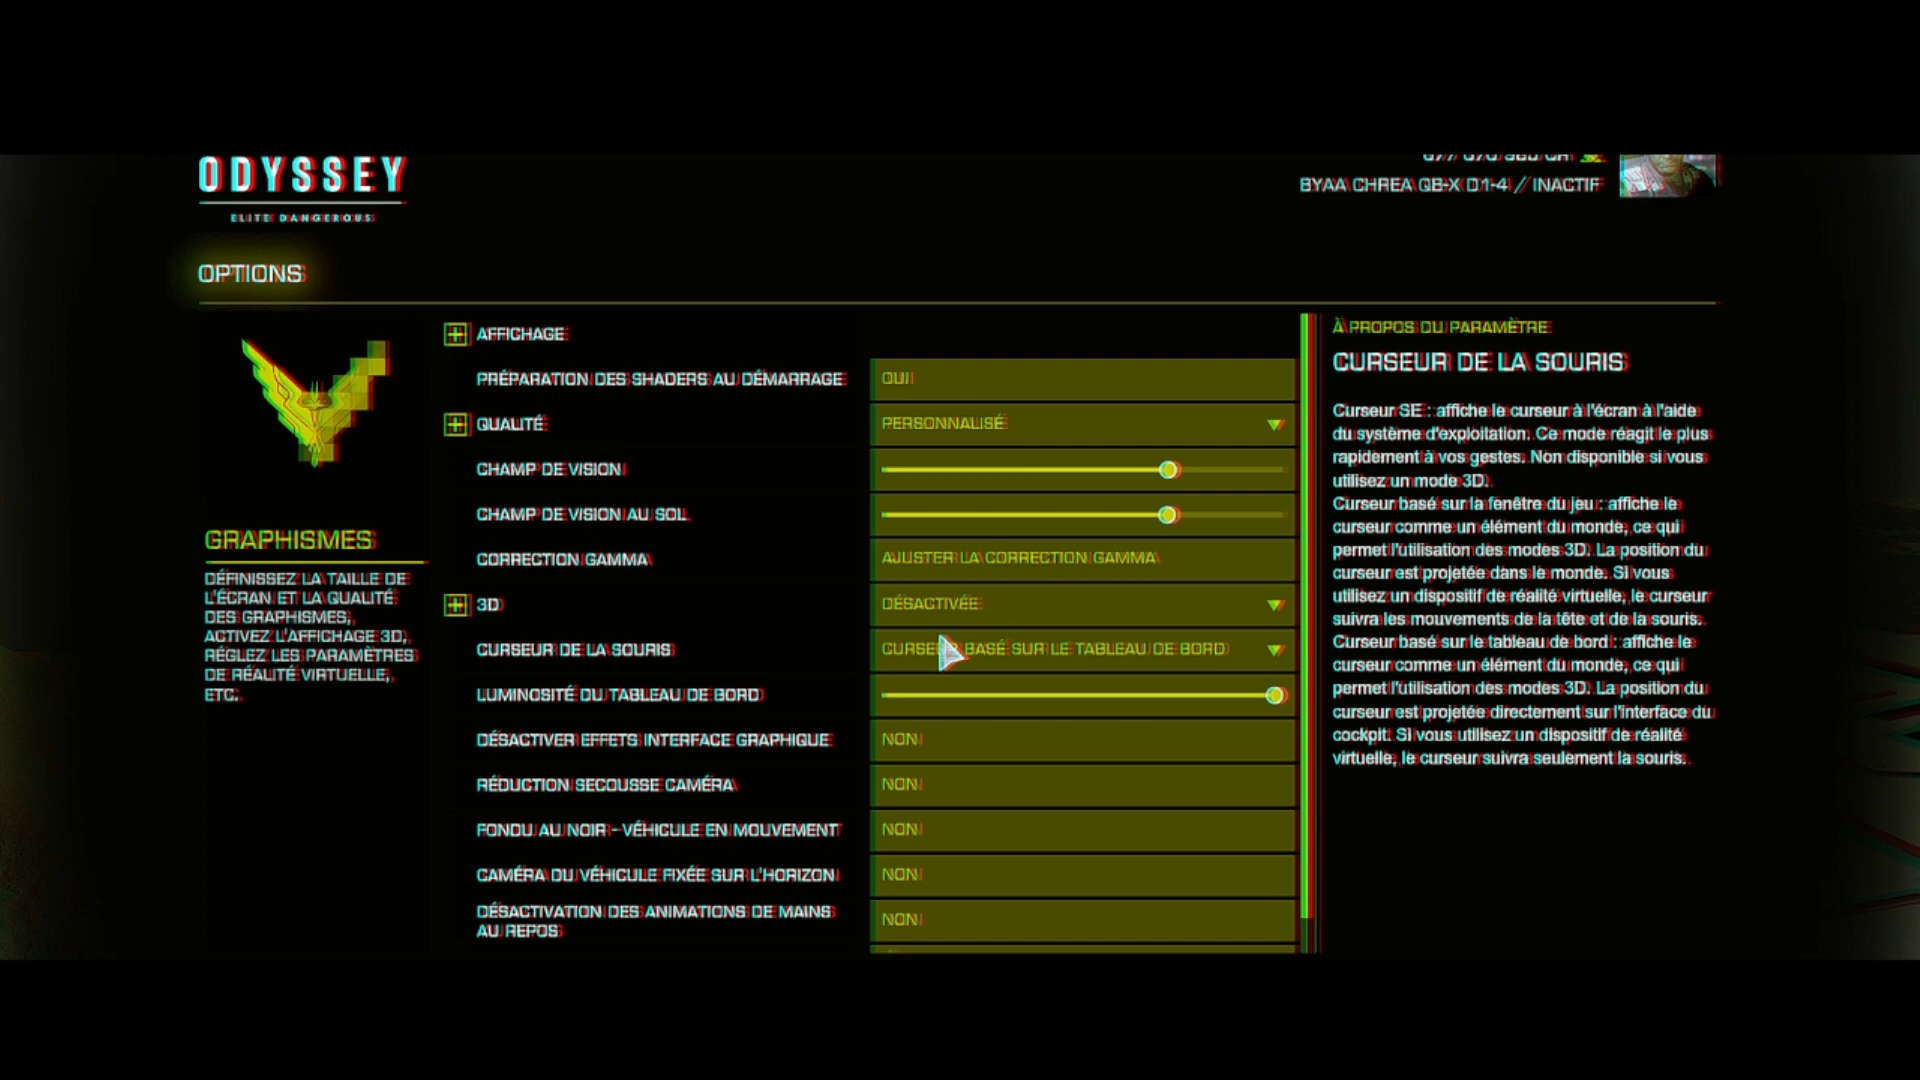 ODYSSEY
ELITE DANGEROUS
BYAA CHREA QB-X D1-4 // INACTIF
OPTIONS
GRAPHISMES
DÉFINISSEZ LA TAILLE DE
L'ÉCRAN ET LA QUALITÉ
DES GRAPHISMES,
ACTIVEZ L'AFFICHAGE 3D,
RÉGLEZ LES PARAMÈTRES
DE RÉALITÉ VIRTUELLE,
ETC.
AFFICHAGE
PRÉPARATION DES SHADERS AU DÉMARRAGE OUI
QUALITÉ PERSONNALISÉ
CHAMP DE VISION
CHAMP DE VISION AU SOL
CORRECTION GAMMA AJUSTER LA CORRECTION GAMMA
3D DÉSACTIVÉE
CURSEUR DE LA SOURIS CURSEUR BASÉ SUR LE TABLEAU DE BORD
LUMINOSITÉ DU TABLEAU DE BORD
DÉSACTIVER EFFETS INTERFACE GRAPHIQUE NON
RÉDUCTION SECOUSSE CAMÉRA NON
FONDU AU NOIR - VÉHICULE EN MOUVEMENT NON
CAMÉRA DU VÉHICULE FIXÉE SUR L'HORIZON NON
DÉSACTIVATION DES ANIMATIONS DE MAINS
AU REPOS NON
À PROPOS DU PARAMÈTRE
CURSEUR DE LA SOURIS
Curseur SE : affiche le curseur à l'écran à l'aide
du système d'exploitation. Ce mode réagit le plus
rapidement à vos gestes. Non disponible si vous
utilisez un mode 3D.
Curseur basé sur la fenêtre du jeu : affiche le
curseur comme un élément du monde, ce qui
permet l'utilisation des modes 3D. La position du
curseur est projetée dans le monde. Si vous
utilisez un dispositif de réalité virtuelle, le curseur
suivra les mouvements de la tête et de la souris.
Curseur basé sur le tableau de bord : affiche le
curseur comme un élément du monde, ce qui
permet l'utilisation des modes 3D. La position du
curseur est projetée directement sur l'interface du
cockpit. Si vous utilisez un dispositif de réalité
virtuelle, le curseur suivra seulement la souris.